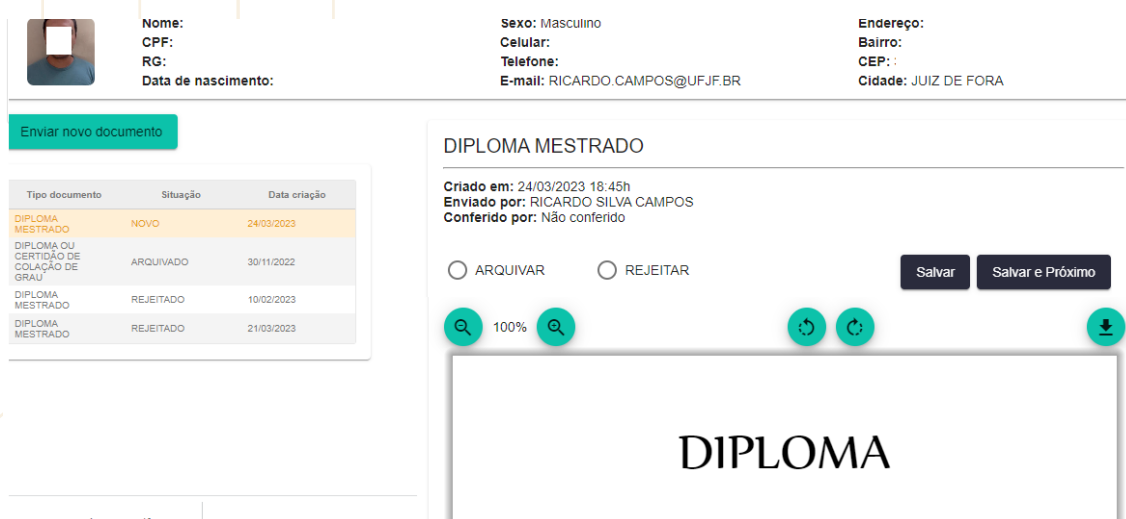 Nome:
CPF:
RG:
Data de nascimento:
Sexo: Masculino
Celular:
Telefone:
E-mail: RICARDO.CAMPOS@UFJF.BR
Endereço:
Bairro:
CEP:
Cidade: JUIZ DE FORA
Enviar novo documento
Tipo documento Situação Data criação
DIPLOMA
MESTRADO NOVO 24/03/2023
DIPLOMA OU
CERTIDÃO DE
COLAÇÃO DE
GRAU ARQUIVADO 30/11/2022
DIPLOMA
MESTRADO REJEITADO 10/02/2023
DIPLOMA
MESTRADO REJEITADO 21/03/2023
DIPLOMA MESTRADO
Criado em: 24/03/2023 18:45h
Enviado por: RICARDO SILVA CAMPOS
Conferido por: Não conferido
ARQUIVAR REJEITAR Salvar Salvar e Próximo
100%
DIPLOMA